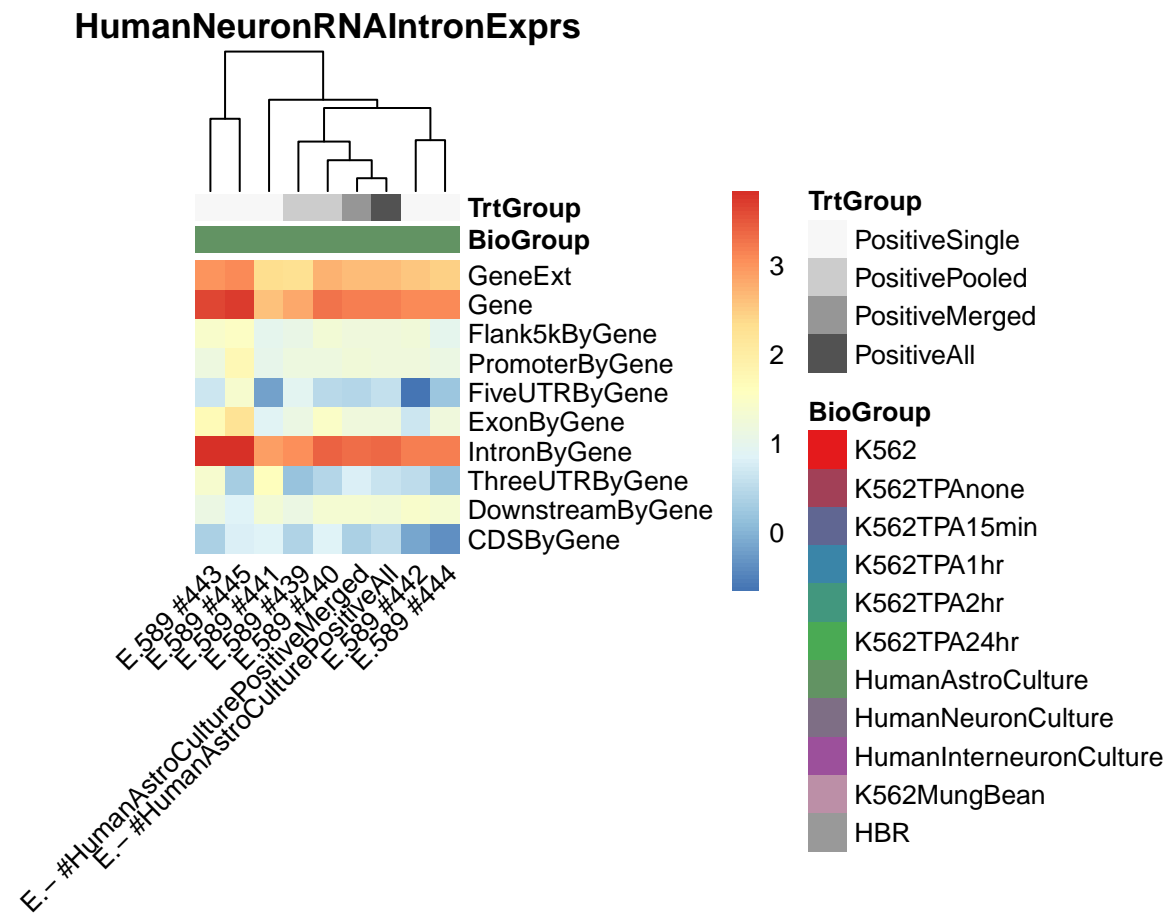 HumanNeuronRNAIntronExprs
TrtGroup
BioGroup
GeneExt
Gene
Flank5kByGene
PromoterByGene
FiveUTRByGene
ExonByGene
IntronByGene
ThreeUTRByGene
DownstreamByGene
CDSByGene
E.589 #443
E.589 #445
E.589 #441
E.589 #439
E.589 #440
E.– #HumanAstroCulturePositiveMerged
E.– #HumanAstroCulturePositiveAll
E.589 #442
E.589 #444
3
2
1
0
TrtGroup
PositiveSingle
PositivePooled
PositiveMerged
PositiveAll
BioGroup
K562
K562TPAnone
K562TPA15min
K562TPA1hr
K562TPA2hr
K562TPA24hr
HumanAstroCulture
HumanNeuronCulture
HumanInterneuronCulture
K562MungBean
HBR